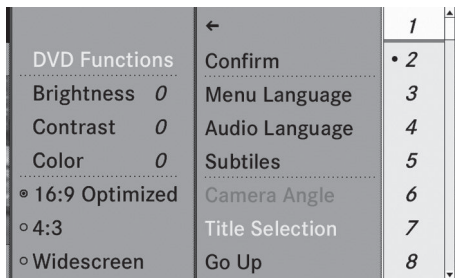 DVD Functions
Brightness 0
Contrast 0
Color 0
16:9 Optimized
4:3
Widescreen
←
Confirm
Menu Language
Audio Language
Subtiles
Camera Angle
Title Selection
Go Up
1
• 2
3
4
5
6
7
8